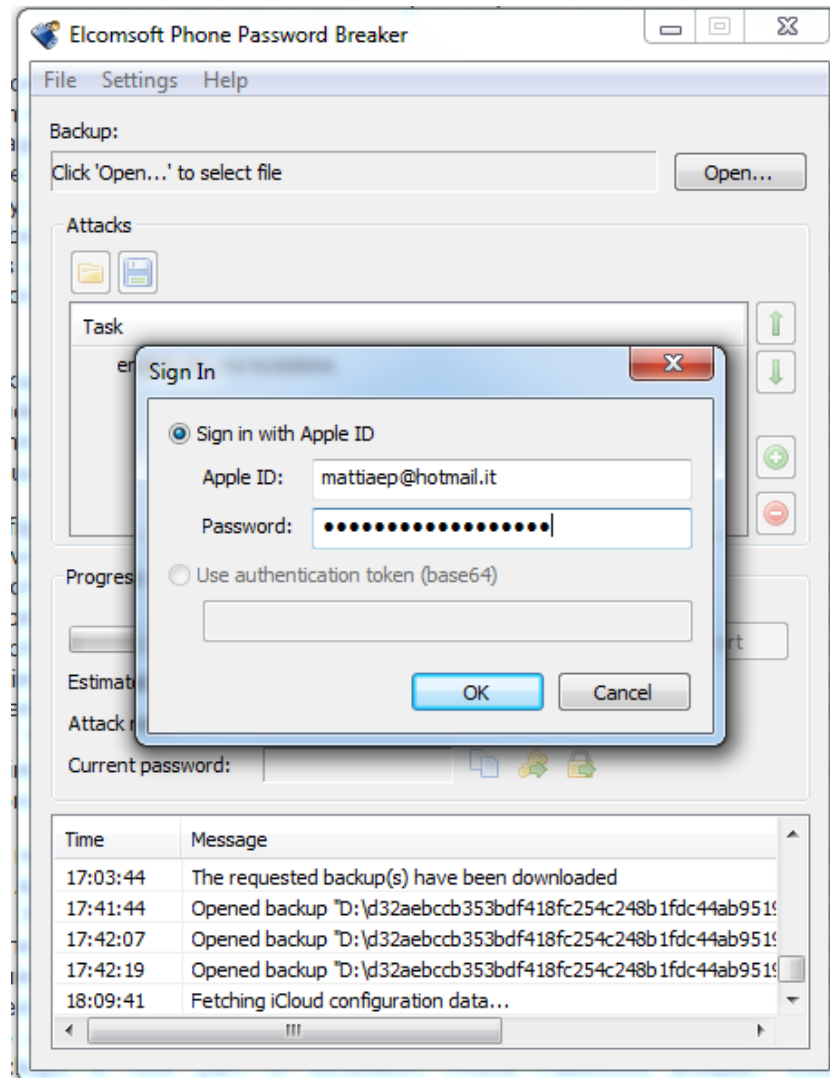 Elcomsoft Phone Password Breaker
File Settings Help
Backup:
Click 'Open...' to select file
Open...
Attacks
Task
Sign In
Sign in with Apple ID
Apple ID: mattiaep@hotmail.it
Password: ••••••••••••••••••
Use authentication token (base64)
OK Cancel
Current password:
Time Message
17:03:44 The requested backup(s) have been downloaded
17:41:44 Opened backup "D:\d32aebccb353bdf418fc254c248b1fdc44ab951
17:42:07 Opened backup "D:\d32aebccb353bdf418fc254c248b1fdc44ab951
17:42:19 Opened backup "D:\d32aebccb353bdf418fc254c248b1fdc44ab951
18:09:41 Fetching iCloud configuration data...